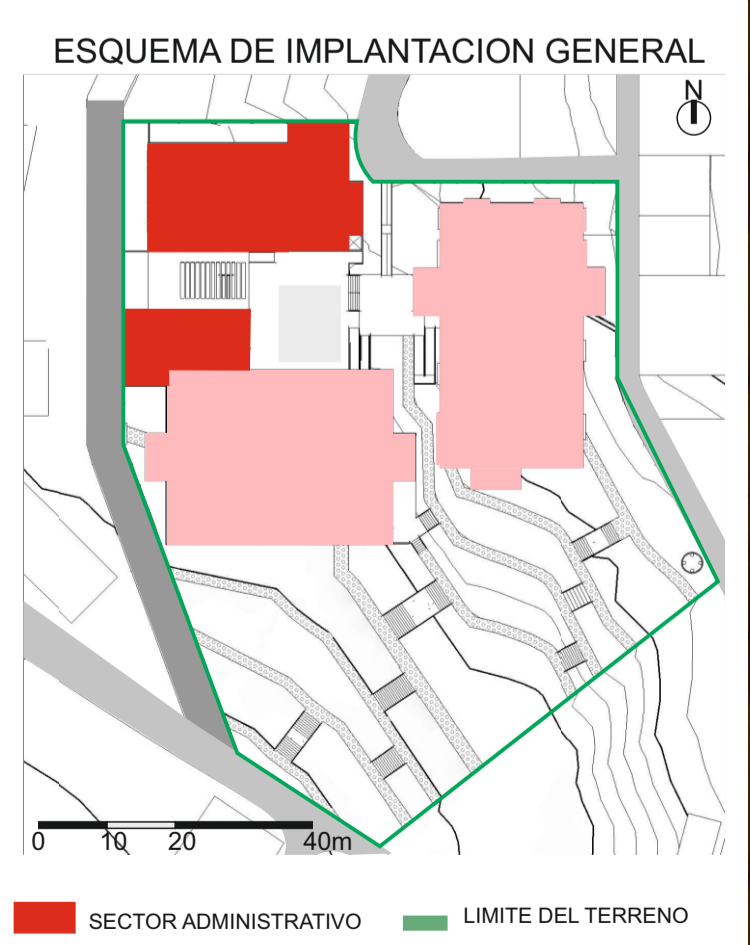 ESQUEMA DE IMPLANTACION GENERAL
N
0 10 20 40m
SECTOR ADMINISTRATIVO
LIMITE DEL TERRENO